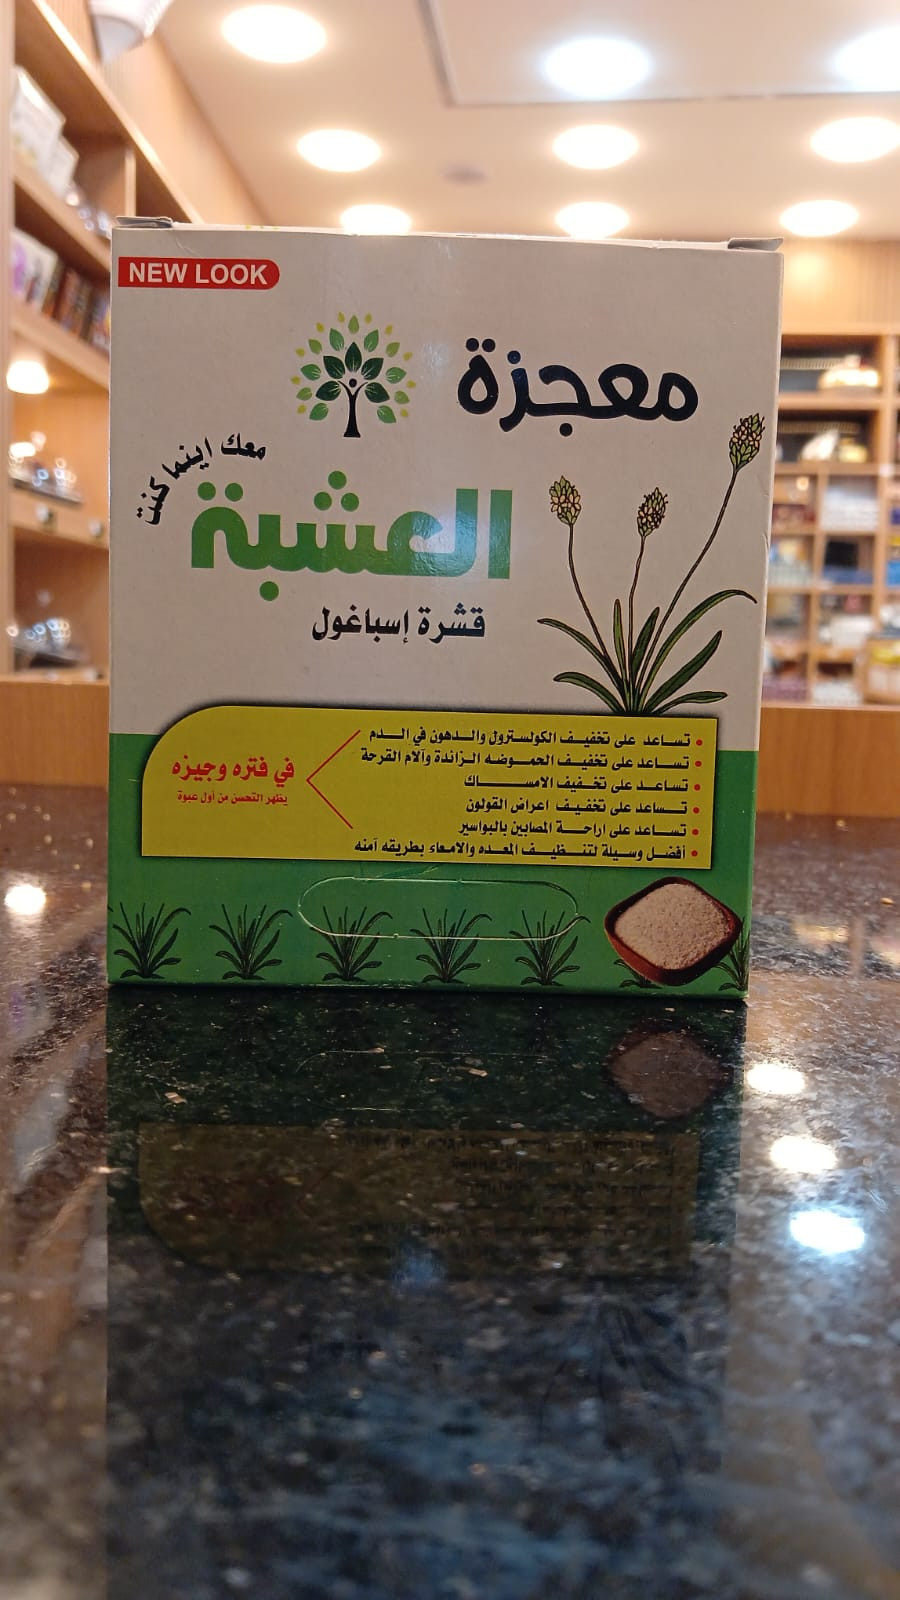 NEW LOOK
معجزة
معك اينما كنت
العشبة
قشرة إسباغول
• تساعد على تخفيف الكولسترول والدهون في الدم
• تساعد على تخفيف الحموضه الزائدة وآلام القرحة
• تساعد على تخفيف الامساك
• تساعد على تخفيف اعراض القولون
• تساعد على اراحة المصابين بالبواسير
• أفضل وسيلة لتنظيف المعده والامعاء بطريقه آمنه
في فتره وجيزه
يظهر التحسن من أول عبوة